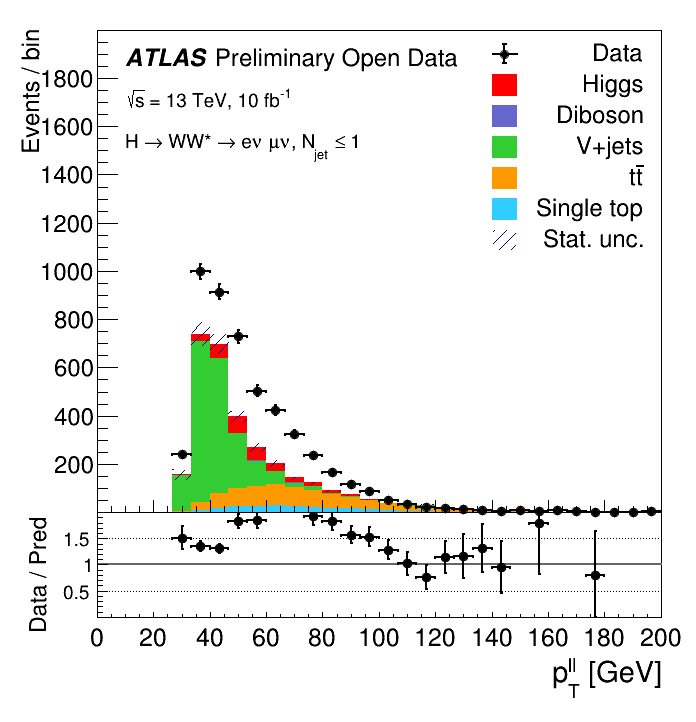 Events / bin
1800
1600
1400
1200
1000
800
600
400
200
ATLAS Preliminary Open Data
√s = 13 TeV, 10 fb⁻¹
H → WW* → eν μν, N_jet ≤ 1
Data
Higgs
Diboson
V+jets
tt̄
Single top
Stat. unc.
Data / Pred
1.5
1
0.5
0 20 40 60 80 100 120 140 160 180 200
p_T^ll [GeV]